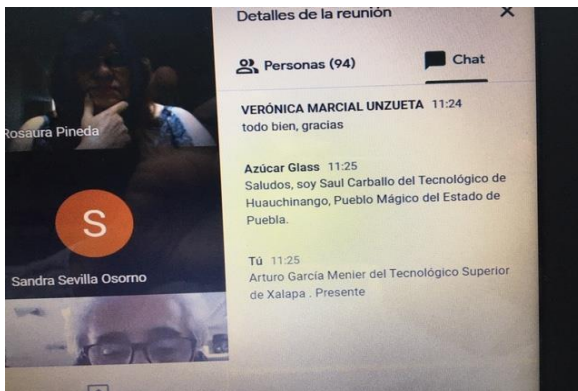 Detalles de la reunión
Personas (94)
Chat
VERÓNICA MARCIAL UNZUETA 11:24
todo bien, gracias
Azúcar Glass 11:25
Saludos, soy Saul Carballo del Tecnológico de
Huauchinango, Pueblo Mágico del Estado de
Puebla.
Tú 11:25
Arturo García Menier del Tecnológico Superior
de Xalapa . Presente
Rosaura Pineda
S
Sandra Sevilla Osorno